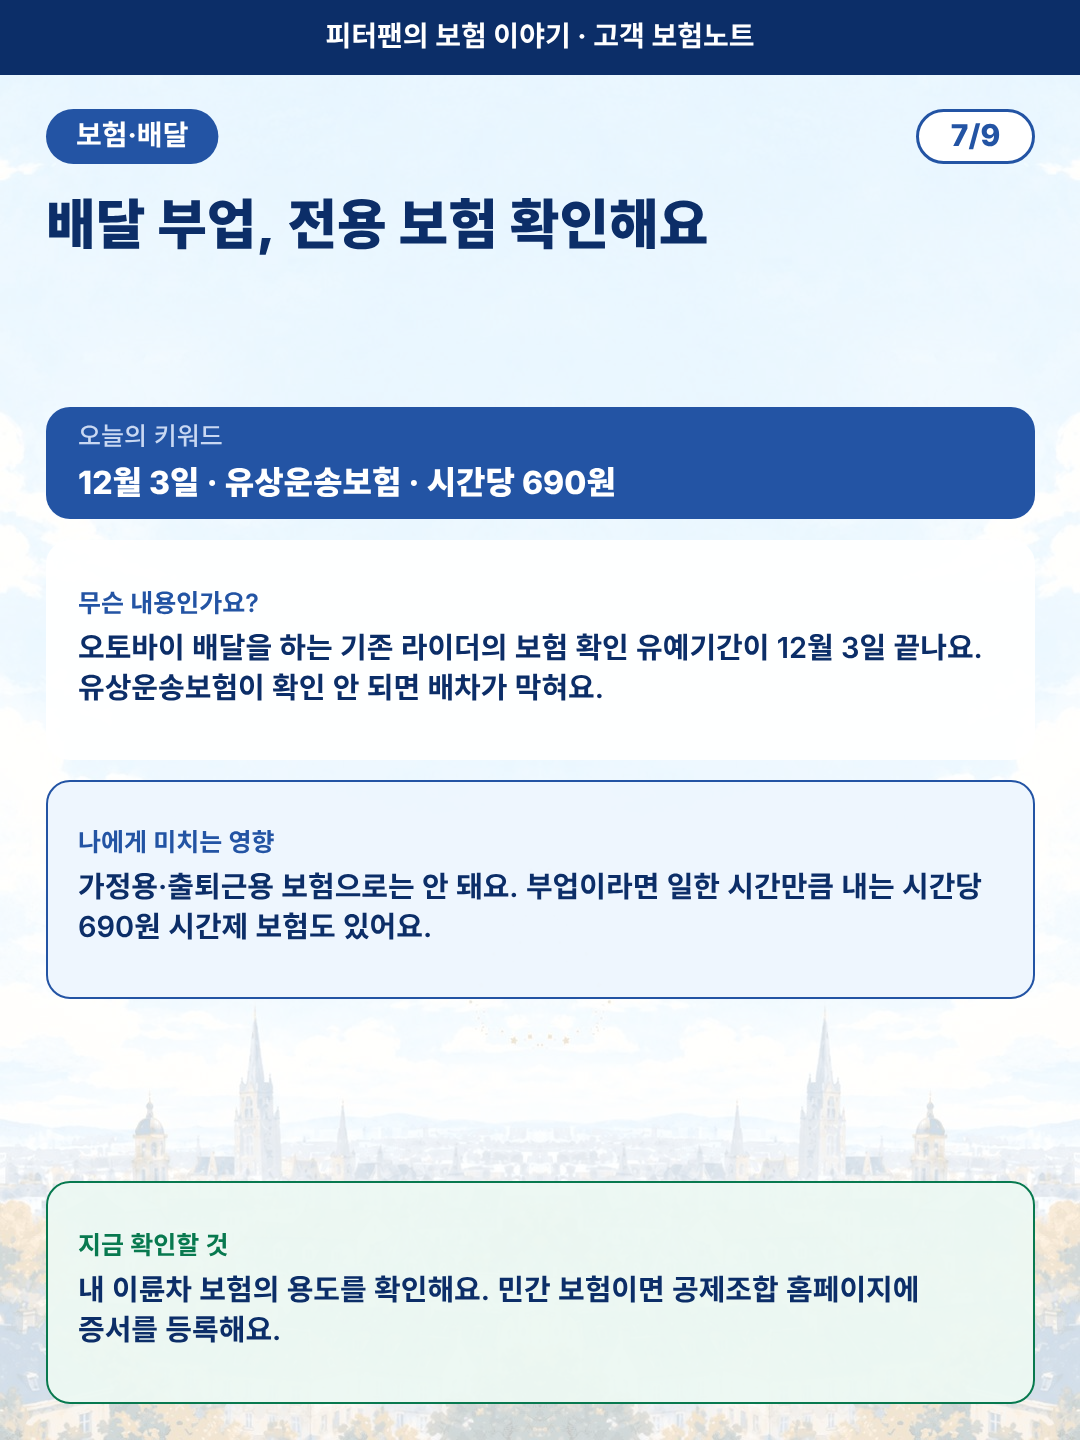 피터팬의 보험 이야기 · 고객 보험노트
보험·배달
7/9
배달 부업, 전용 보험 확인해요
오늘의 키워드
12월 3일 · 유상운송보험 · 시간당 690원
무슨 내용인가요?
오토바이 배달을 하는 기존 라이더의 보험 확인 유예기간이 12월 3일 끝나요.
유상운송보험이 확인 안 되면 배차가 막혀요.
나에게 미치는 영향
가정용·출퇴근용 보험으로는 안 돼요. 부업이라면 일한 시간만큼 내는 시간당
690원 시간제 보험도 있어요.
지금 확인할 것
내 이륜차 보험의 용도를 확인해요. 민간 보험이면 공제조합 홈페이지에
증서를 등록해요.